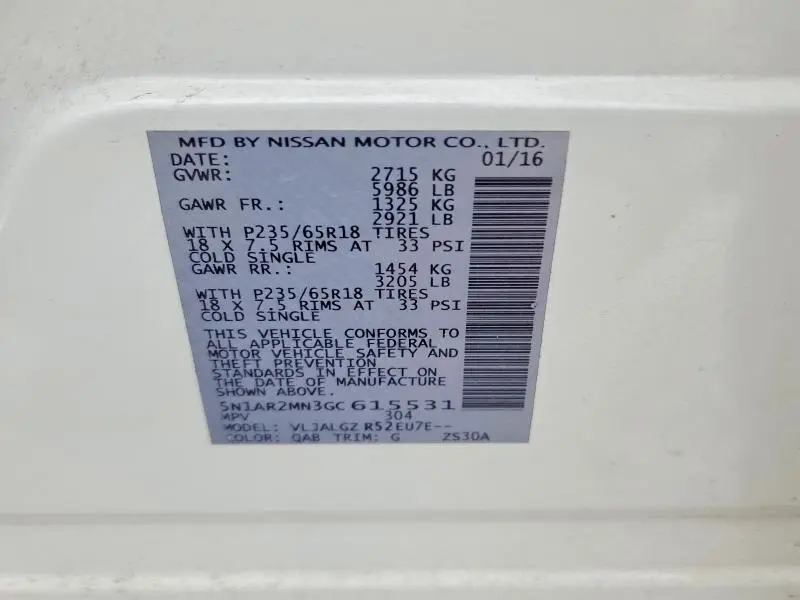 MFD BY NISSAN MOTOR CO., LTD.
DATE: 01/16
GVWR: 2715 KG
5986 LB
GAWR FR.: 1325 KG
2921 LB
WITH P235/65R18 TIRES
18 X 7.5 RIMS AT 33 PSI
COLD SINGLE
GAWR RR.: 1454 KG
3205 LB
WITH P235/65R18 TIRES
18 X 7.5 RIMS AT 33 PSI
COLD SINGLE
THIS VEHICLE CONFORMS TO
ALL APPLICABLE FEDERAL
MOTOR VEHICLE SAFETY AND
THEFT PREVENTION
STANDARDS IN EFFECT ON
THE DATE OF MANUFACTURE
SHOWN ABOVE.
5N1AR2MN3GC615531
MPV 304
MODEL: VLJALGZ R52EU7E--
COLOR: QAB TRIM: G ZS30A